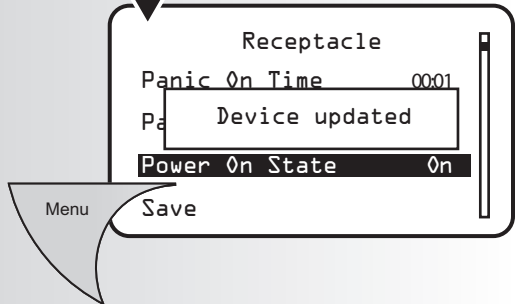 Receptacle
Panic On Time 00:01
Pa
Device updated
Power On State On
Menu
Save